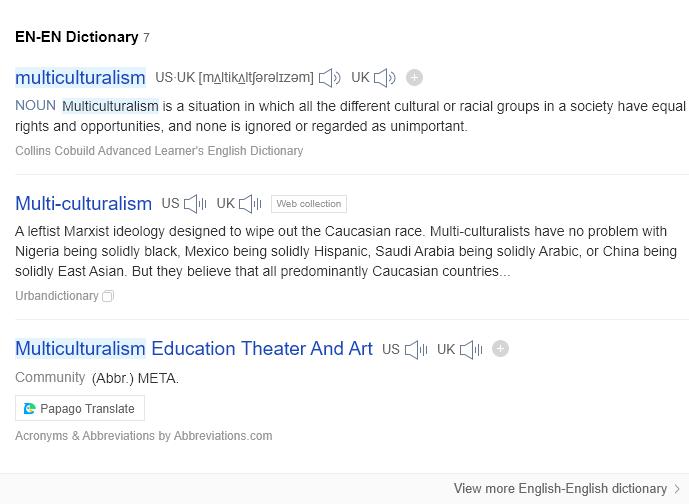 EN-EN Dictionary 7
multiculturalism US·UK [mʌltikʌltʃərəlɪzəm] UK
NOUN Multiculturalism is a situation in which all the different cultural or racial groups in a society have equal
rights and opportunities, and none is ignored or regarded as unimportant.
Collins Cobuild Advanced Learner's English Dictionary
Multi-culturalism US UK Web collection
A leftist Marxist ideology designed to wipe out the Caucasian race. Multi-culturalists have no problem with
Nigeria being solidly black, Mexico being solidly Hispanic, Saudi Arabia being solidly Arabic, or China being
solidly East Asian. But they believe that all predominantly Caucasian countries...
Urbandictionary
Multiculturalism Education Theater And Art US UK
Community (Abbr.) META.
Papago Translate
Acronyms & Abbreviations by Abbreviations.com
View more English-English dictionary